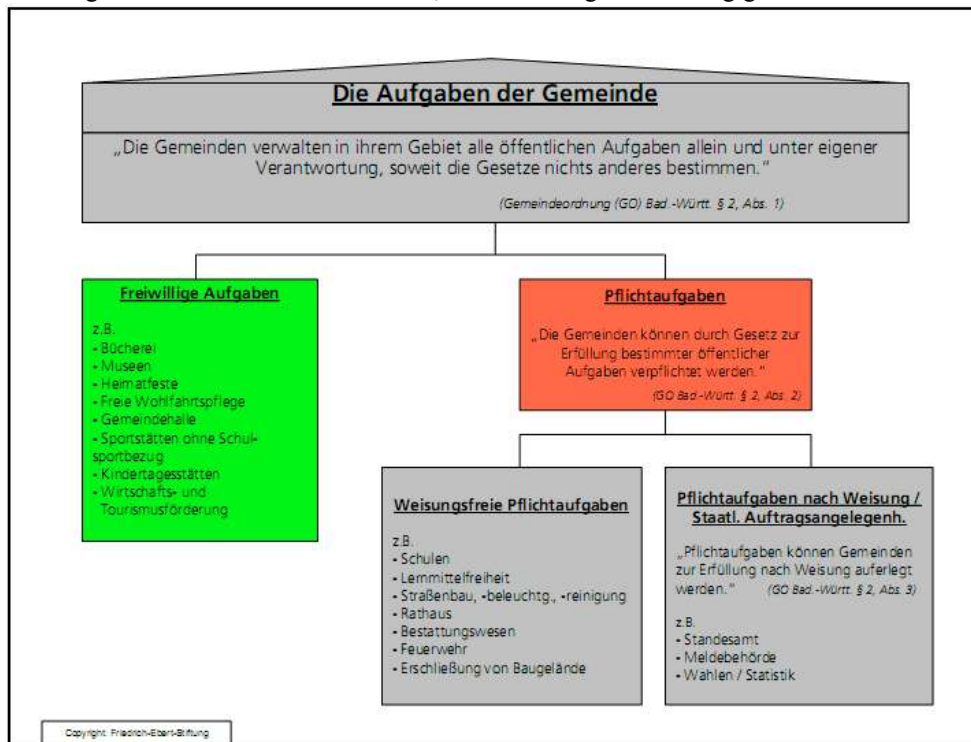 Die Aufgaben der Gemeinde
„Die Gemeinden verwalten in ihrem Gebiet alle öffentlichen Aufgaben allein und unter eigener
Verantwortung, soweit die Gesetze nichts anderes bestimmen.“
(Gemeindeordnung (GO) Bad.-Württ. § 2, Abs. 1)
Freiwillige Aufgaben
z.B.
- Bücherei
- Museen
- Heimatfeste
- Freie Wohlfahrtspflege
- Gemeindehalle
- Sportstätten ohne Schul-
sportbezug
- Kindertagesstätten
- Wirtschafts- und
Tourismusförderung
Pflichtaufgaben
„Die Gemeinden können durch Gesetz zur
Erfüllung bestimmter öffentlicher
Aufgaben verpflichtet werden.“
(GO Bad.-Württ. § 2, Abs. 2)
Weisungsfreie Pflichtaufgaben
z.B.
- Schulen
- Lernmittelfreiheit
- Straßenbau, -beleuchtg., -reinigung
- Rathaus
- Bestattungswesen
- Feuerwehr
- Erschließung von Baugelände
Pflichtaufgaben nach Weisung /
Staatl. Auftragsangelegenh.
„Pflichtaufgaben können Gemeinden
zur Erfüllung nach Weisung auferlegt
werden.“ (GO Bad.-Württ. § 2, Abs. 3)
z.B.
- Standesamt
- Meldebehörde
- Wahlen / Statistik
Copyright: Friedrich-Ebert-Stiftung